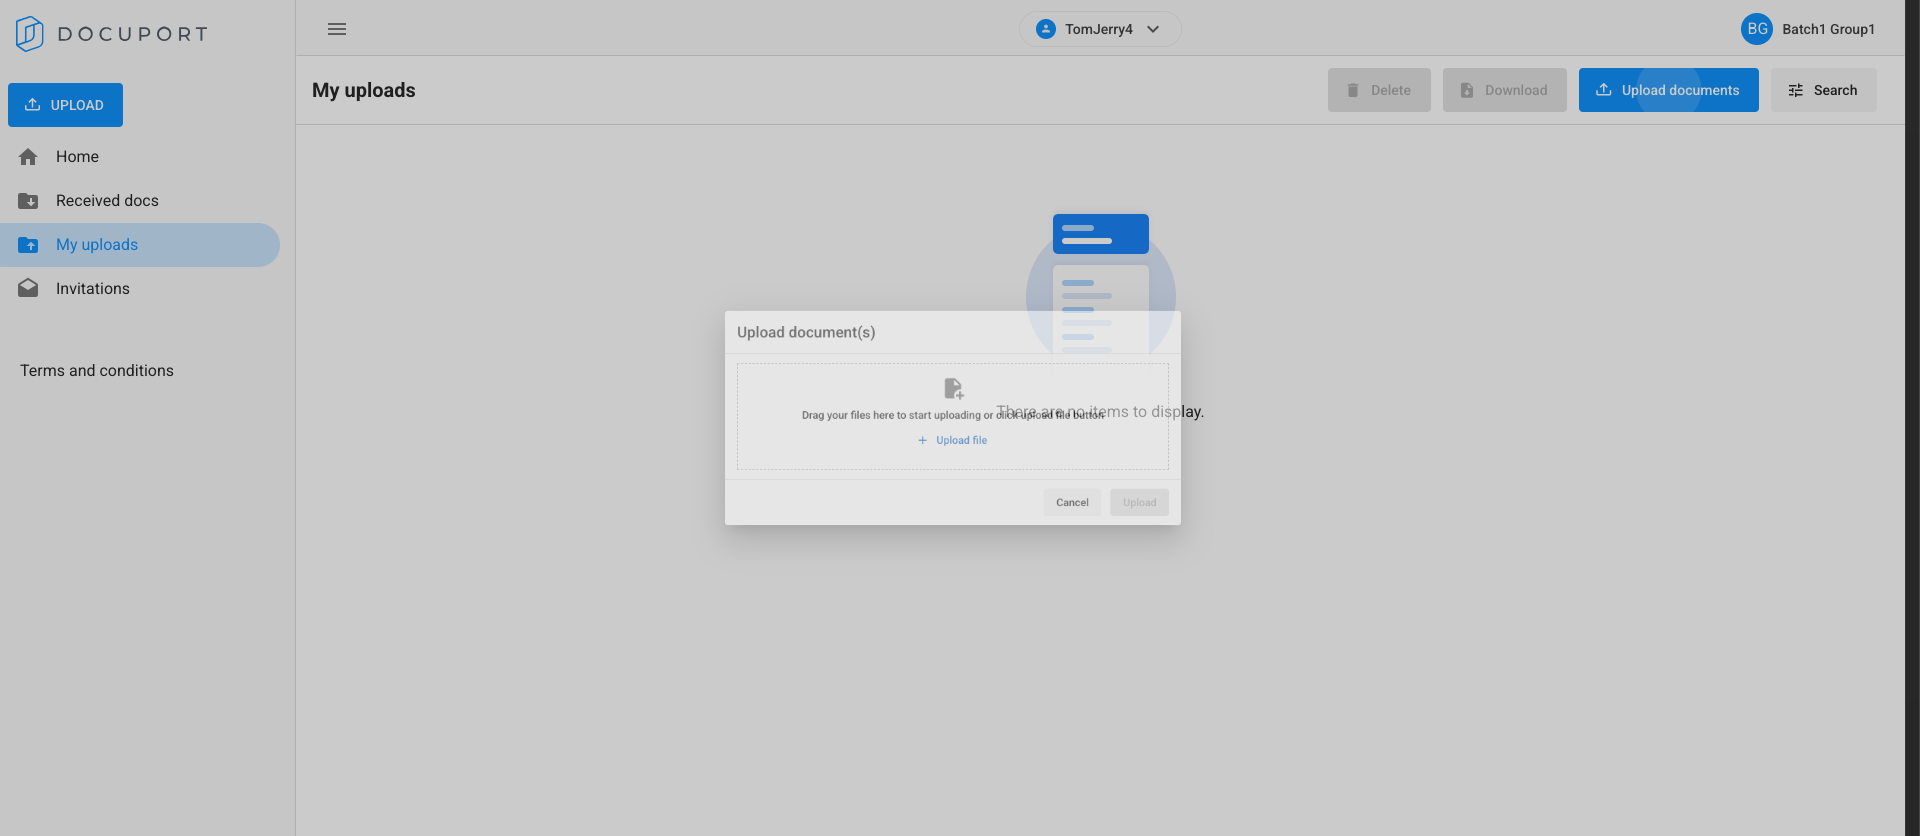 DOCUPORT
TomJerry4
BG Batch1 Group1
UPLOAD
Home
Received docs
My uploads
Invitations
Terms and conditions
My uploads
Delete
Download
Upload documents
Search
There are no items to display.
Upload document(s)
Drag your files here to start uploading or click upload file button
Upload file
Cancel
Upload